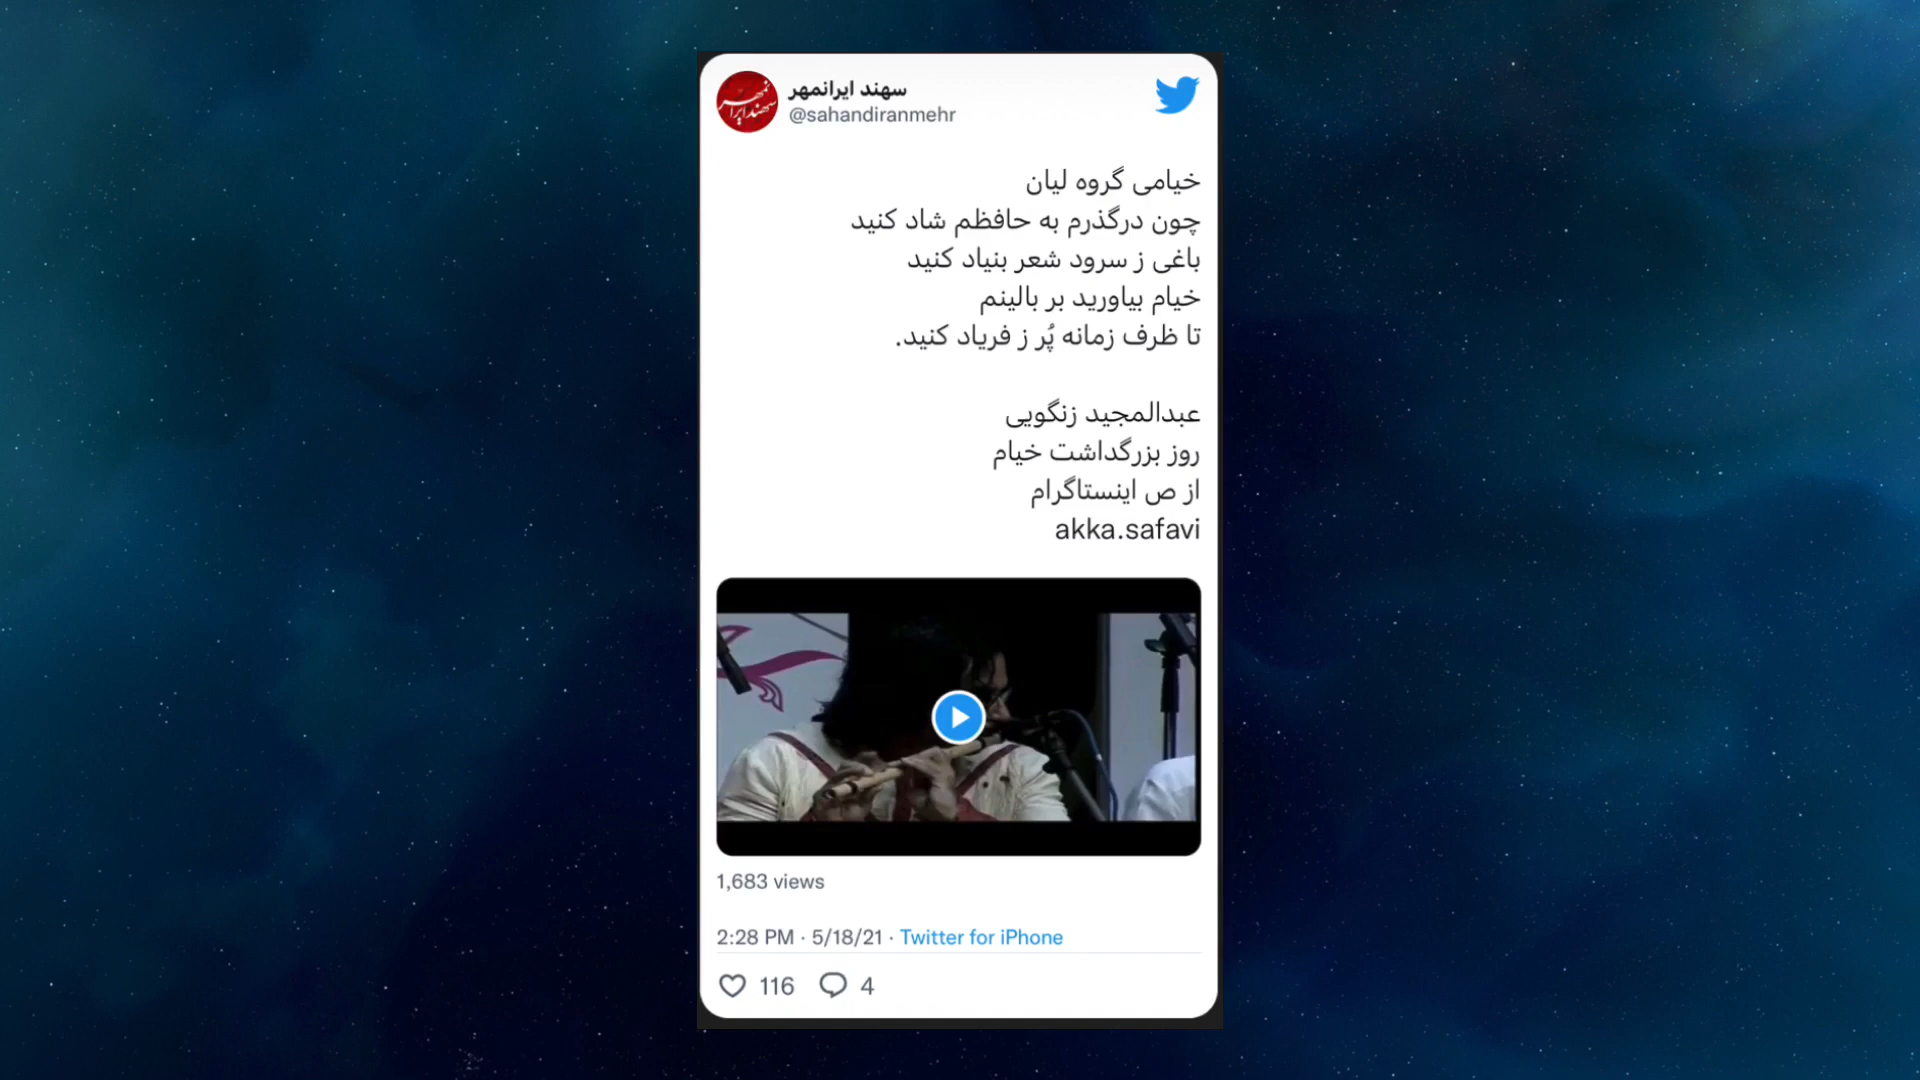 سهند ایرانمهر
@sahandiranmehr
خیامی گروه لیان
چون درگذرم به حافظم شاد کنید
باغی ز سرود شعر بنیاد کنید
خیام بیاورید بر بالینم
تا ظرف زمانه پُر ز فریاد کنید.
عبدالمجید زنگویی
روز بزرگداشت خیام
از ص اینستاگرام
akka.safavi
1,683 views
2:28 PM · 5/18/21 · Twitter for iPhone
116 4